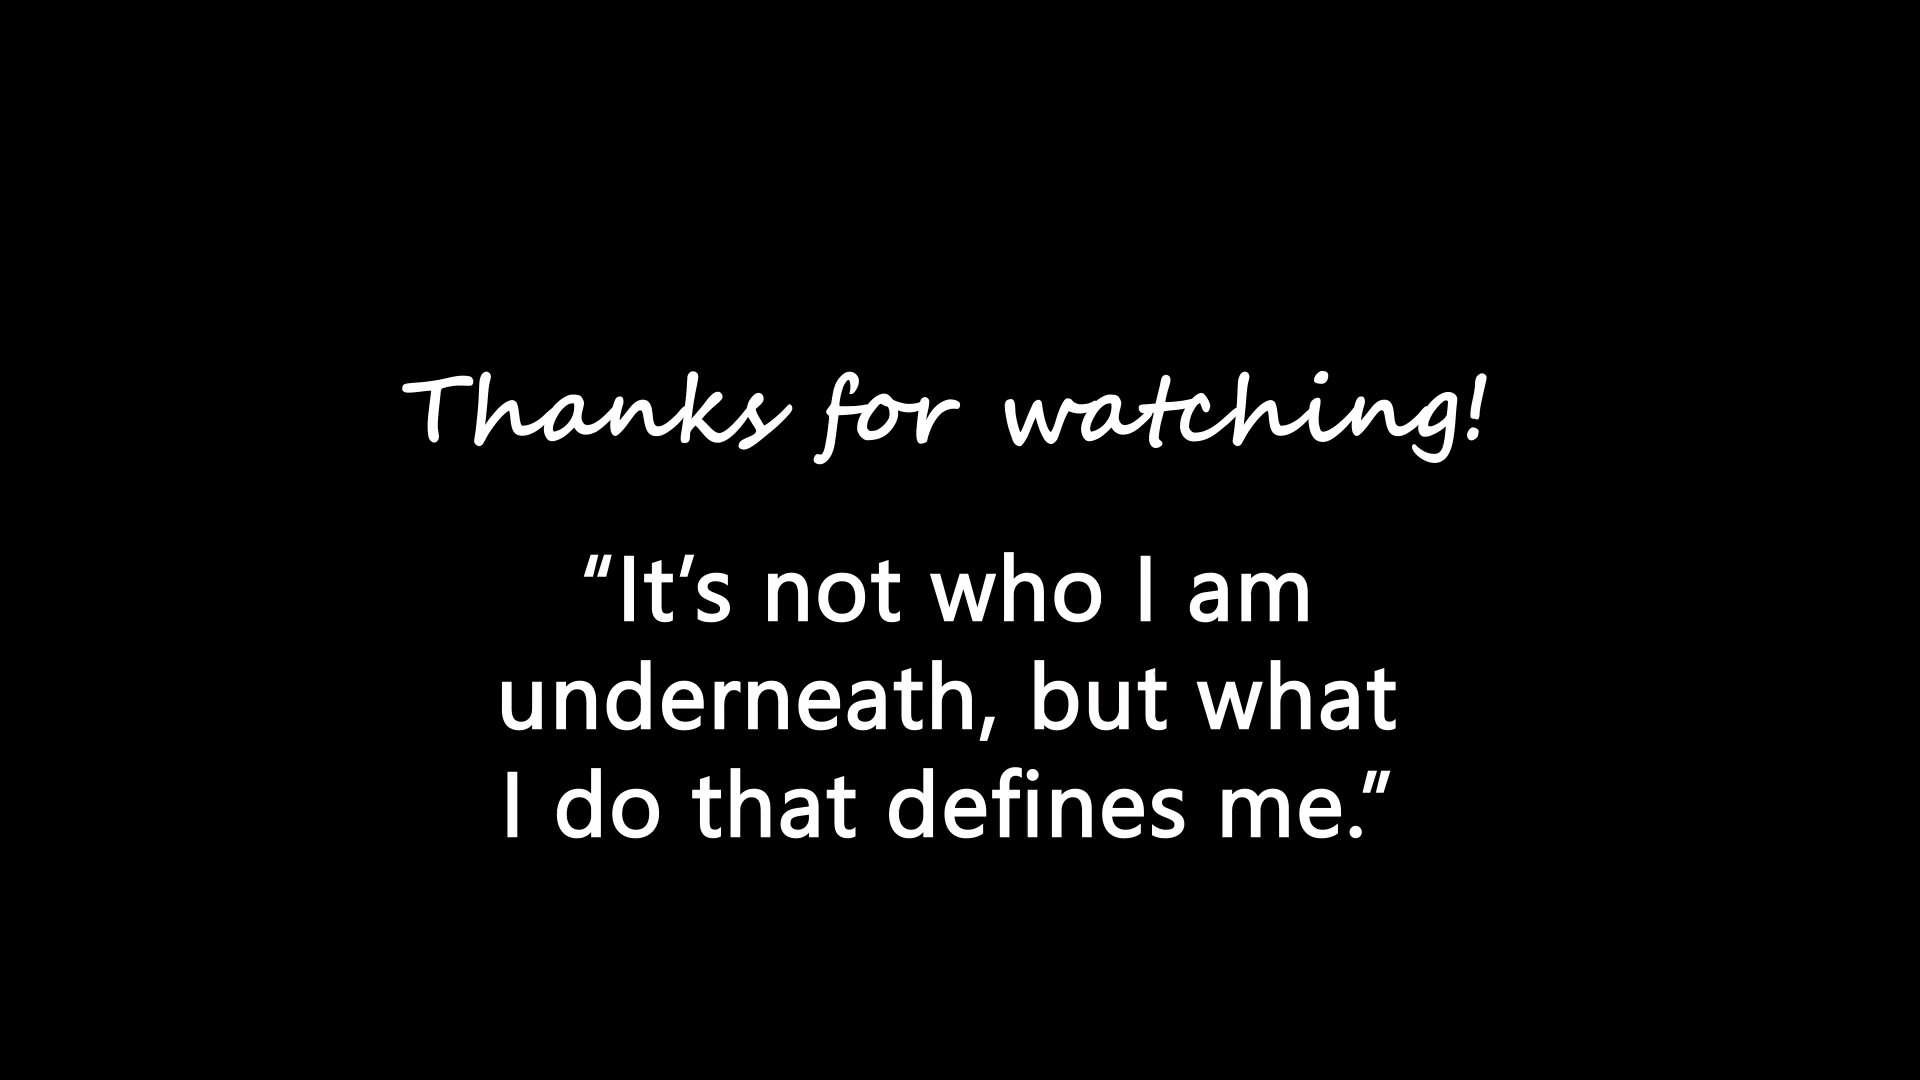 Thanks for watching!
“It’s not who I am
underneath, but what
I do that defines me.”